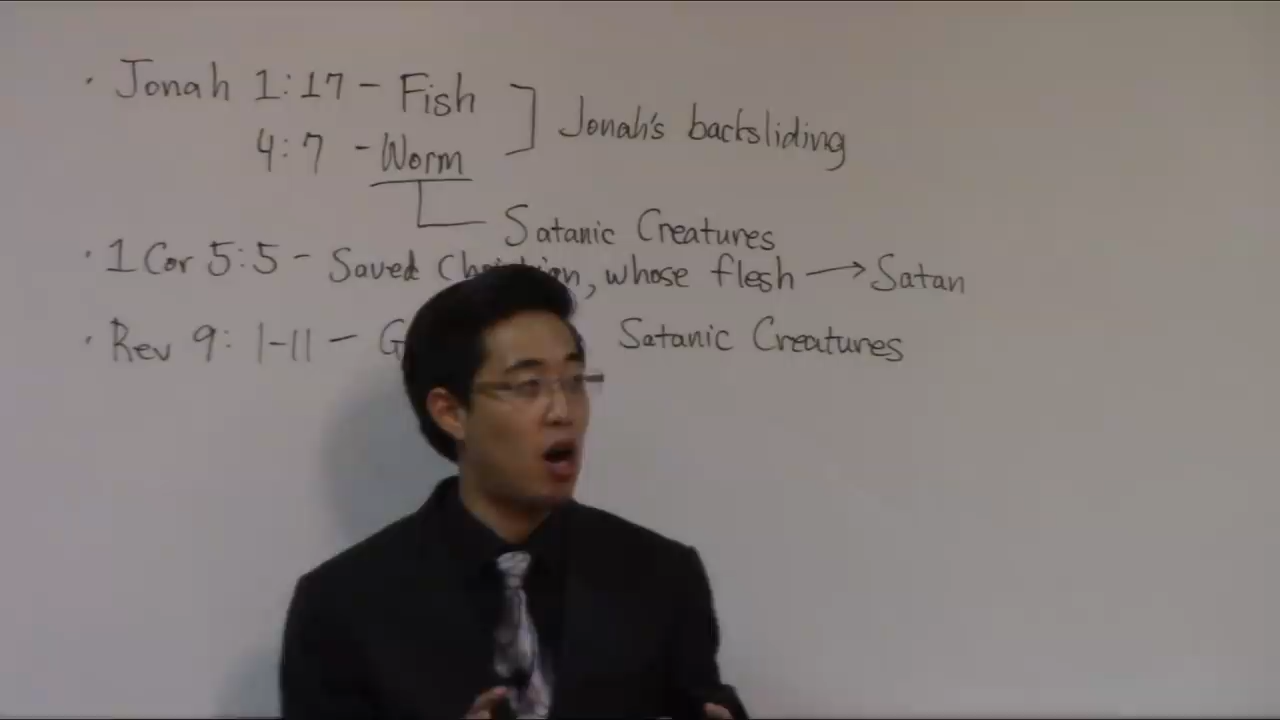 · Jonah 1:17 - Fish ] Jonah's backsliding
4:7 - Worm
Satanic Creatures
· 1 Cor 5:5 - Saved , whose flesh → Satan
· Rev 9:1-11 - Satanic Creatures